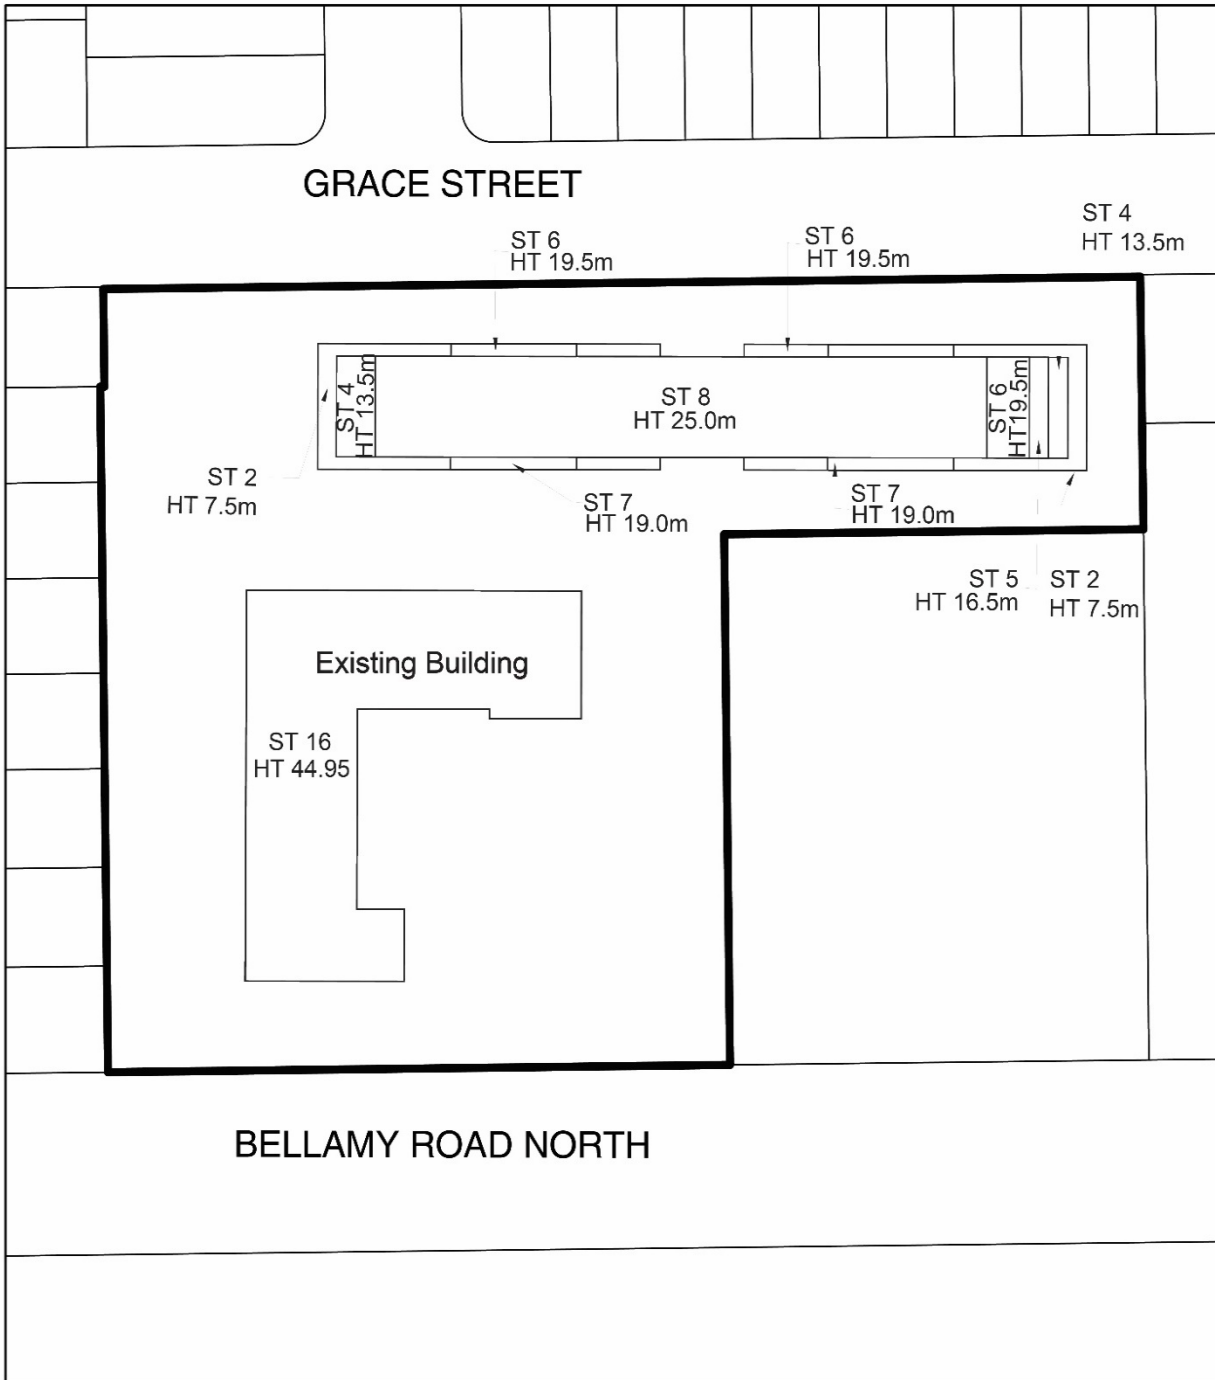 GRACE STREET
ST 4
HT 13.5m
ST 6
HT 19.5m
ST 6
HT 19.5m
ST 4
HT 13.5m
ST 8
HT 25.0m
ST 6
HT19.5m
ST 2
HT 7.5m
ST 7
HT 19.0m
ST 7
HT 19.0m
ST 5
HT 16.5m
ST 2
HT 7.5m
Existing Building
ST 16
HT 44.95
BELLAMY ROAD NORTH